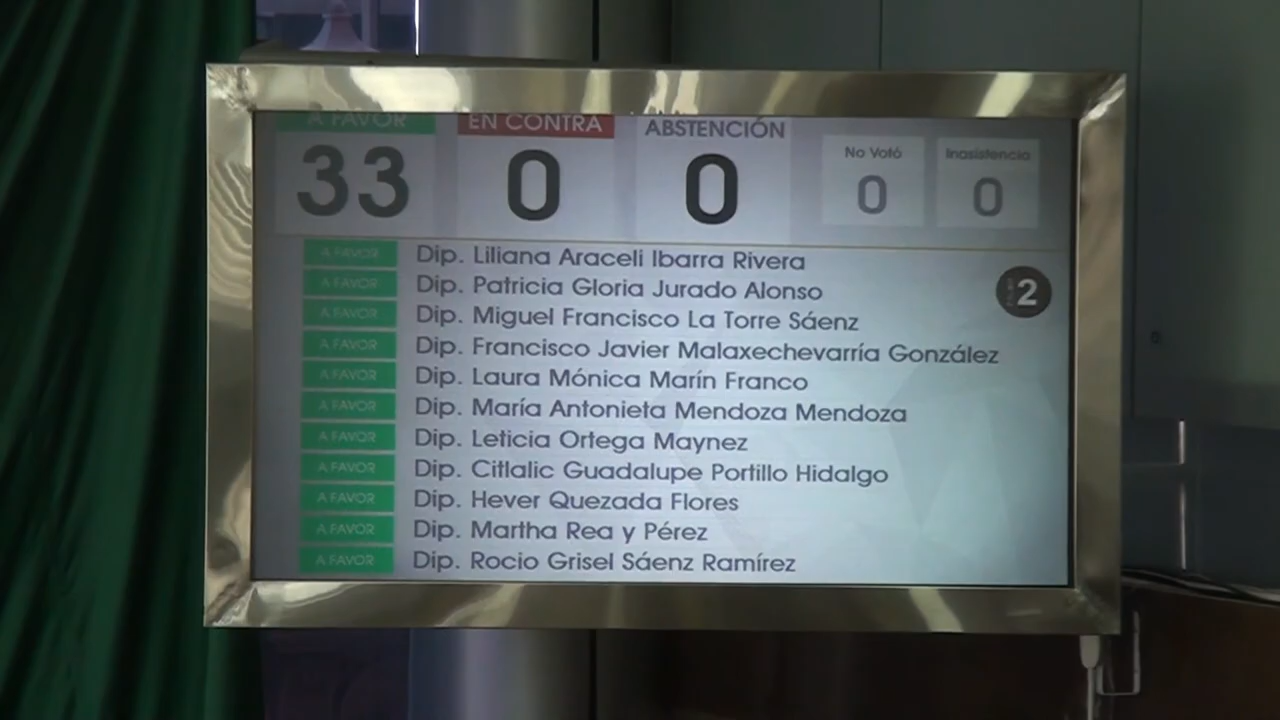 A FAVOR EN CONTRA ABSTENCIÓN No Votó Inasistencia
33 0 0 0 0
A FAVOR Dip. Liliana Araceli Ibarra Rivera
A FAVOR Dip. Patricia Gloria Jurado Alonso
2
A FAVOR Dip. Miguel Francisco La Torre Sáenz
A FAVOR Dip. Francisco Javier Malaxechevarría González
A FAVOR Dip. Laura Mónica Marín Franco
A FAVOR Dip. María Antonieta Mendoza Mendoza
A FAVOR Dip. Leticia Ortega Maynez
A FAVOR Dip. Citlalic Guadalupe Portillo Hidalgo
A FAVOR Dip. Hever Quezada Flores
A FAVOR Dip. Martha Rea y Pérez
A FAVOR Dip. Rocio Grisel Sáenz Ramírez